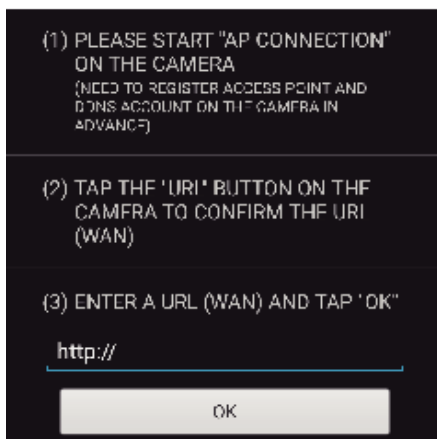 (1) PLEASE START "AP CONNECTION"
ON THE CAMERA
(NEED TO REGISTER ACCESS POINT AND
DDNS ACCOUNT ON THE CAMERA IN
ADVANCE)
(2) TAP THE "URL" BUTTON ON THE
CAMERA TO CONFIRM THE URL
(WAN)
(3) ENTER A URL (WAN) AND TAP "OK"
http://
OK